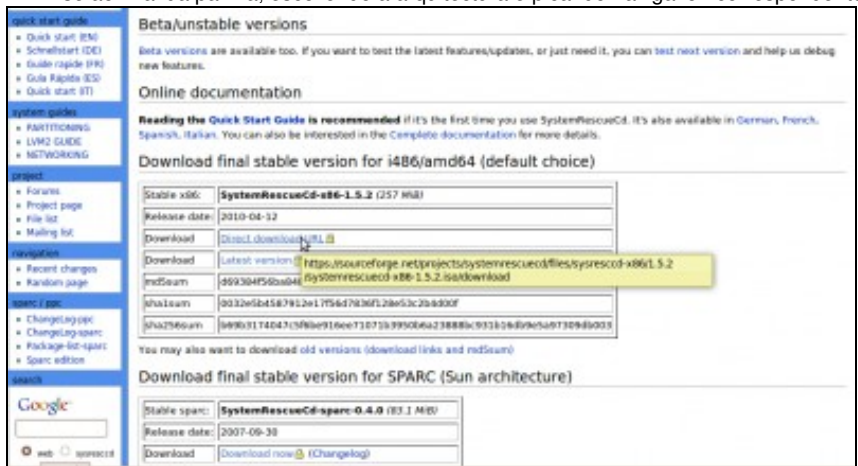 quick start guide
Quick start (EN)
Schnellstart (DE)
Guide rapide (FR)
Guía Rápida (ES)
Quick start (IT)
system guides
PARTITIONING
LVM2 GUIDE
NETWORKING
project
Forums
Project page
File list
Mailing list
navigation
Recent changes
Random page
sparc / ppc
ChangeLog-ppc
ChangeLog-sparc
Package-list-sparc
Sparc edition
search
Google
web sysresccd
Beta/unstable versions
Beta versions are available too. If you want to test the latest features/updates, or just need it, you can test next version and help us debug
new features.
Online documentation
Reading the Quick Start Guide is recommended if it's the first time you use SystemRescueCd. It's also available in German, French,
Spanish, Italian. You can also be interested in the Complete documentation for more details.
Download final stable version for i486/amd64 (default choice)
Stable x86: SystemRescueCd-x86-1.5.2 (257 MiB)
Release date: 2010-04-12
Download Direct download URL
Download Latest version
https://sourceforge.net/projects/systemrescuecd/files/sysresccd-x86/1.5.2
/systemrescuecd-x86-1.5.2.iso/download
md5sum
sha1sum
sha256sum
You may also want to download old versions (download links and md5sum)
Download final stable version for SPARC (Sun architecture)
Stable sparc: SystemRescueCd-sparc-0.4.0 (83.1 MiB)
Release date: 2007-09-30
Download Download now (Changelog)